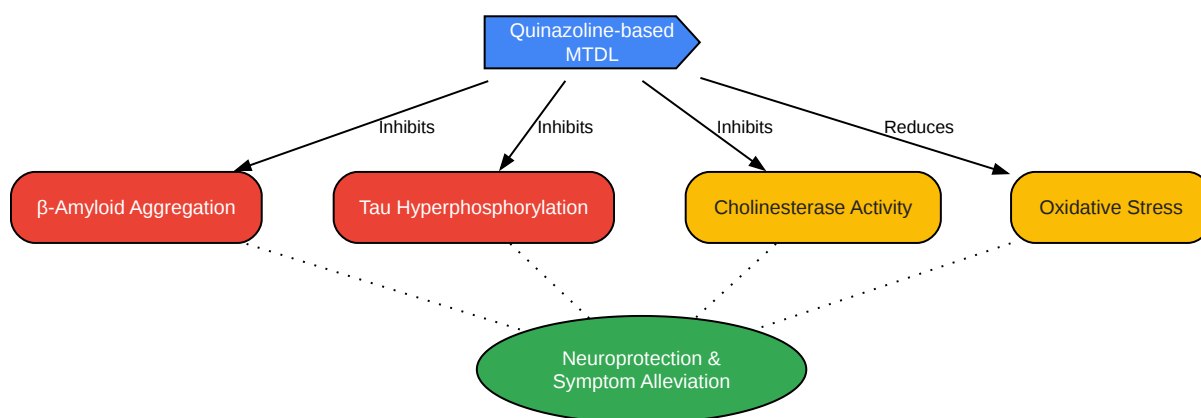 Quinazoline-based
MTDL
Inhibits
Inhibits
Inhibits
Reduces
β-Amyloid Aggregation
Tau Hyperphosphorylation
Cholinesterase Activity
Oxidative Stress
Neuroprotection &
Symptom Alleviation